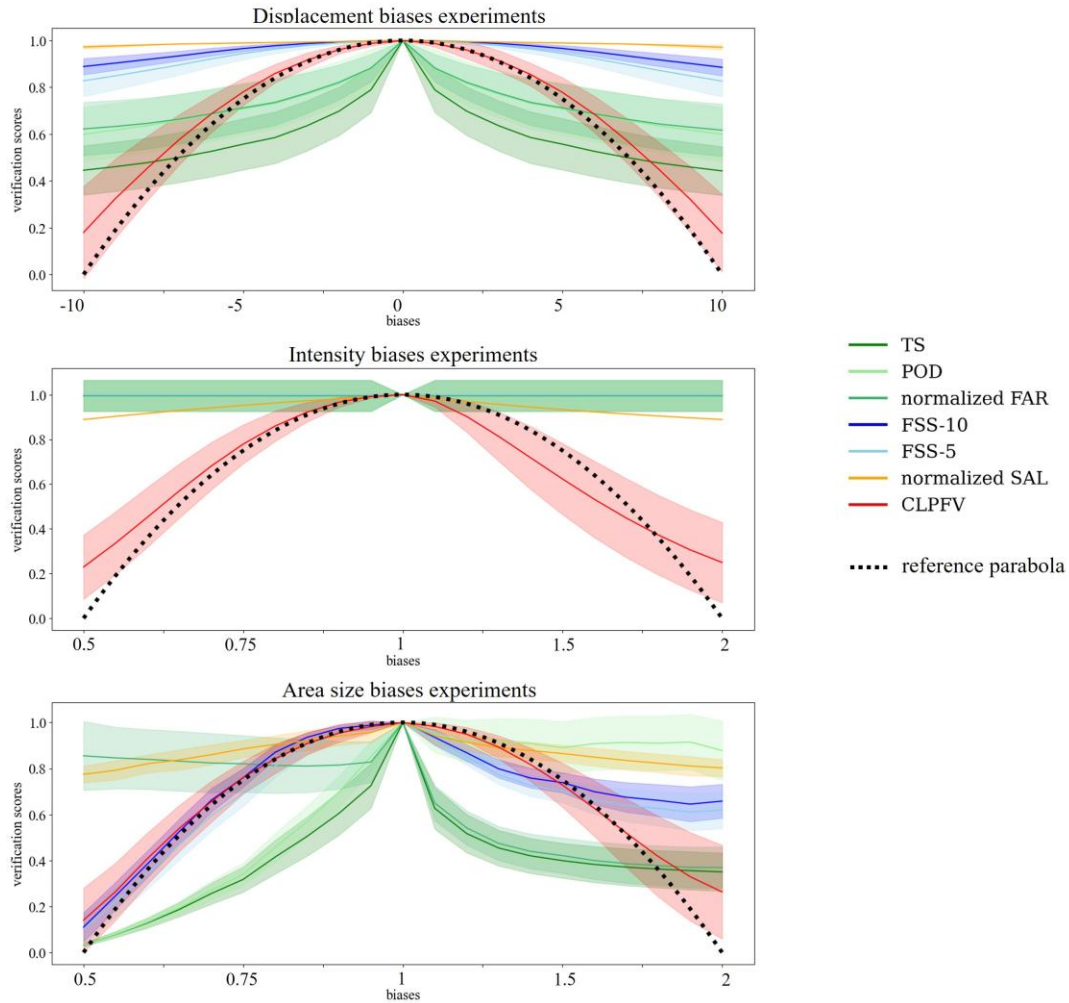 Displacement biases experiments
1.0
0.8
0.6
0.4
0.2
0.0
verification scores
-10
-5
0
5
10
biases
Intensity biases experiments
1.0
0.8
0.6
0.4
0.2
0.0
verification scores
0.5
0.75
1
1.5
2
biases
TS
POD
normalized FAR
FSS-10
FSS-5
normalized SAL
CLPFV
reference parabola
Area size biases experiments
1.0
0.8
0.6
0.4
0.2
0.0
verification scores
0.5
0.75
1
1.5
2
biases